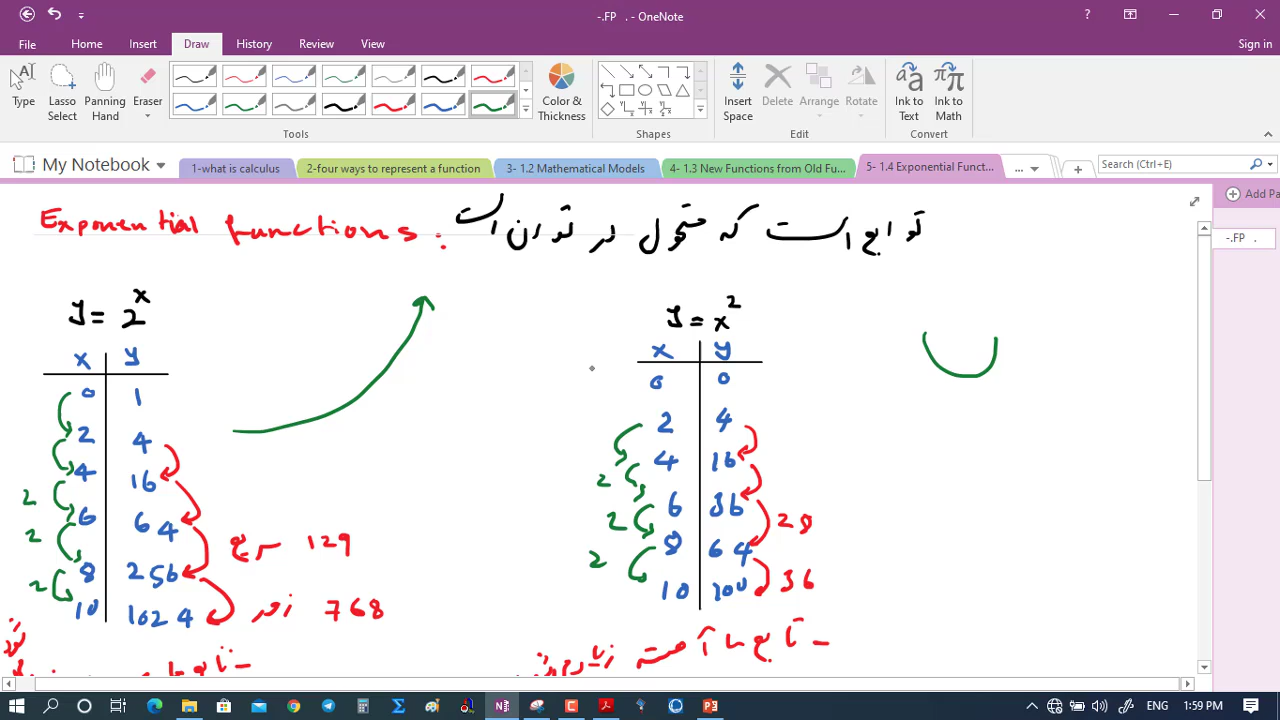 -.FP . - OneNote
File Home Insert Draw History Review View Sign in
Type Lasso Select Panning Hand Eraser Color & Thickness Insert Space Delete Arrange Rotate Ink to Text Ink to Math
Tools Shapes Edit Convert
My Notebook 1-what is calculus 2-four ways to represent a function 3- 1.2 Mathematical Models 4- 1.3 New Functions from Old Fu... 5- 1.4 Exponential Funct... ... Search (Ctrl+E)
Add Pa
-.FP .
Exponential functions: توابع است که متحول در توان است
y = 2^x
x y
0 1
2 4
4 16
6 64
8 256
10 1024
2
2
2
سریع 129
768
y = x^2
x y
0 0
2 4
4 16
6 36
8 64
10 100
2
2
2
28
36
- تابع با آهسته
1:59 PM